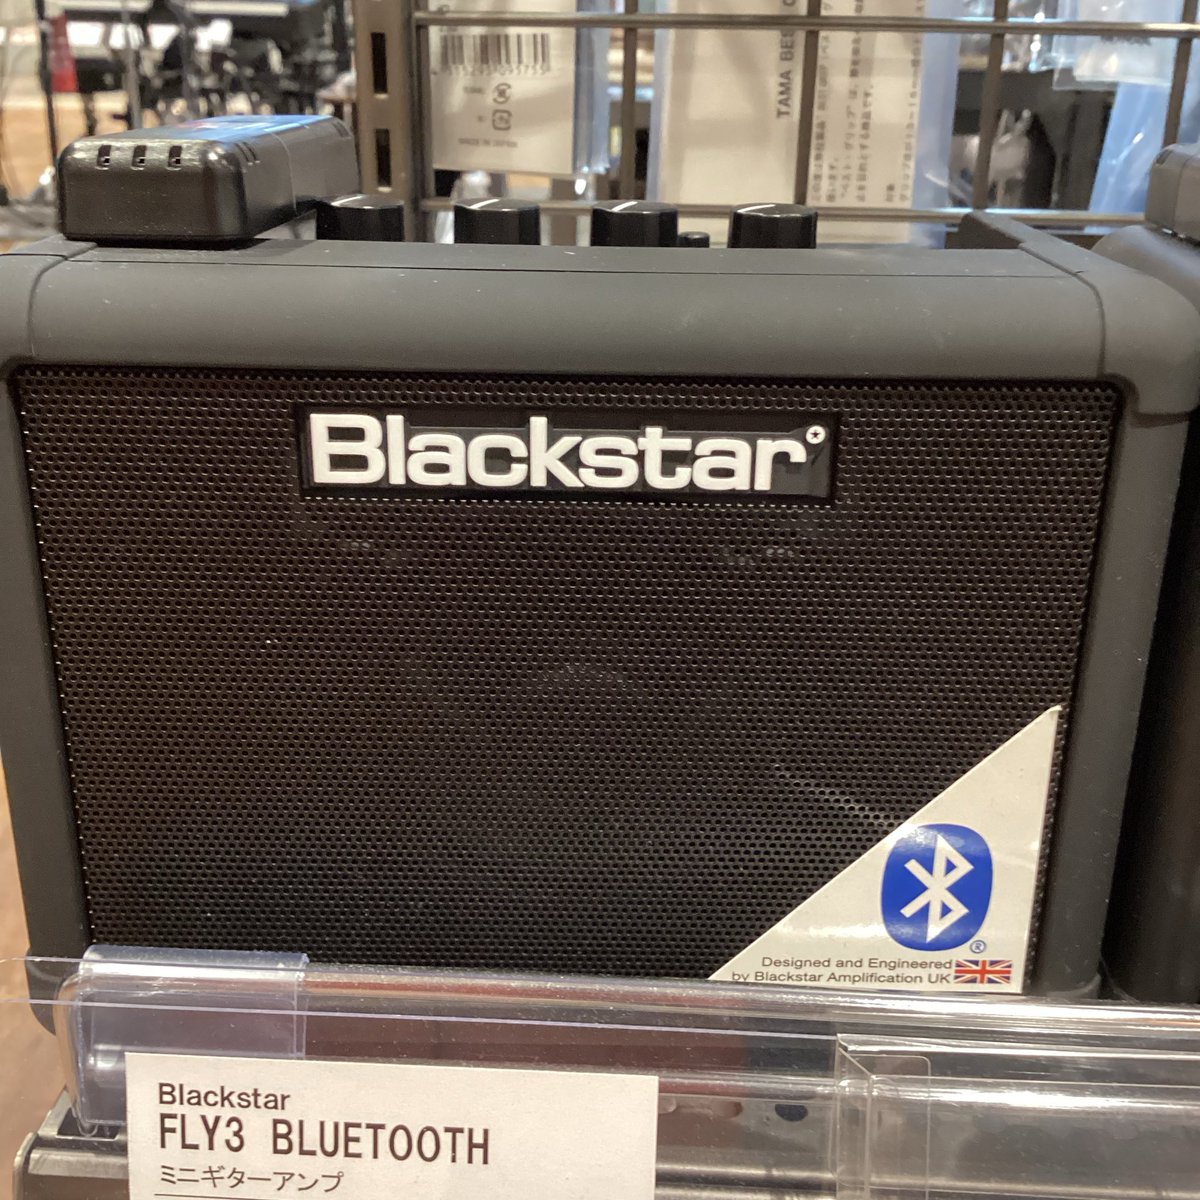 MADE IN JAPAN
TAMA BES
Blackstar
Designed and Engineered
by Blackstar Amplification UK
Blackstar
FLY3 BLUETOOTH
ミニギターアンプ